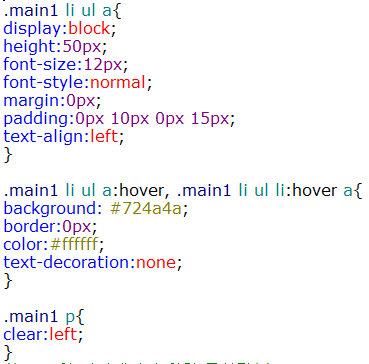 .main1 li ul a{
display:block;
height:50px;
font-size:12px;
font-style:normal;
margin:0px;
padding:0px 10px 0px 15px;
text-align:left;
}
.main1 li ul a:hover, .main1 li ul li:hover a{
background: #724a4a;
border:0px;
color:#ffffff;
text-decoration:none;
}
.main1 p{
clear:left;
}